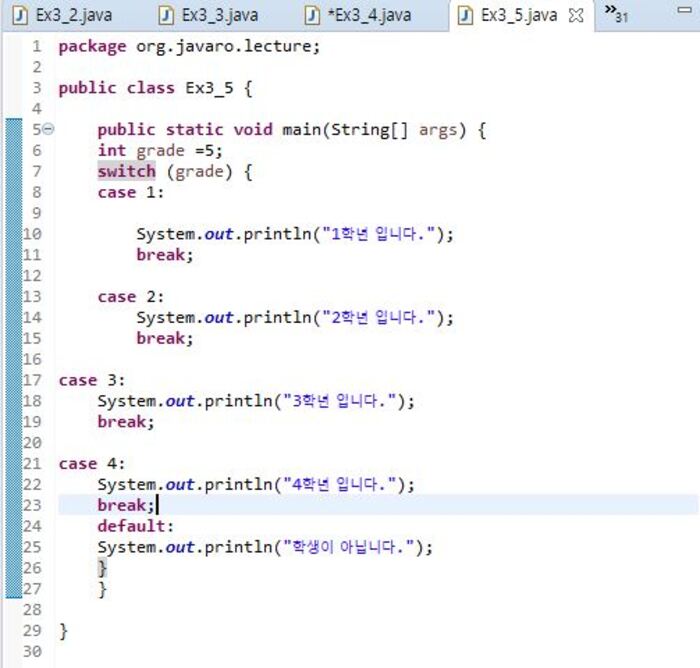 Ex3_2.java Ex3_3.java *Ex3_4.java Ex3_5.java »31
1 package org.javaro.lecture;
2
3 public class Ex3_5 {
4
5 public static void main(String[] args) {
6 int grade =5;
7 switch (grade) {
8 case 1:
9
10 System.out.println("1학년 입니다.");
11 break;
12
13 case 2:
14 System.out.println("2학년 입니다.");
15 break;
16
17 case 3:
18 System.out.println("3학년 입니다.");
19 break;
20
21 case 4:
22 System.out.println("4학년 입니다.");
23 break;
24 default:
25 System.out.println("학생이 아닙니다.");
26 }
27 }
28
29 }
30